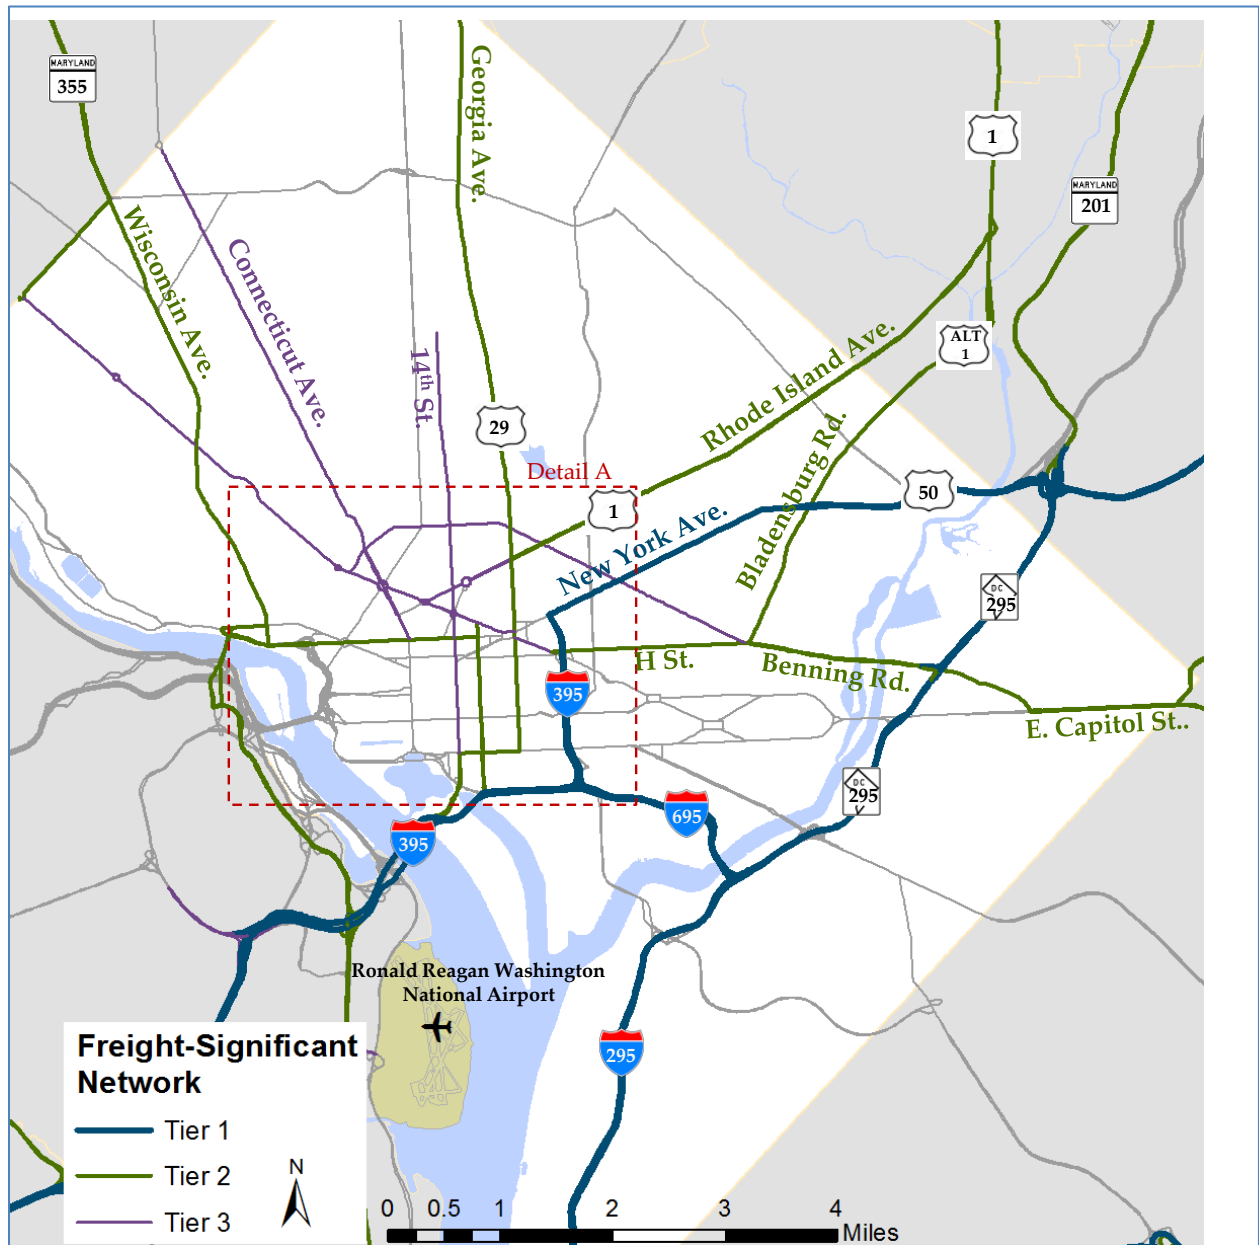 MARYLAND
355
Georgia Ave.
1
MARYLAND
201
Wisconsin Ave.
Connecticut Ave.
14th St.
29
Rhode Island Ave.
ALT
1
Bladensburg Rd.
Detail A
1
50
New York Ave.
DC
295
H St.
Benning Rd.
E. Capitol St..
395
DC
295
695
395
Ronald Reagan Washington
National Airport
295
Freight-Significant
Network
Tier 1
Tier 2
Tier 3
N
0 0.5 1 2 3 4
Miles